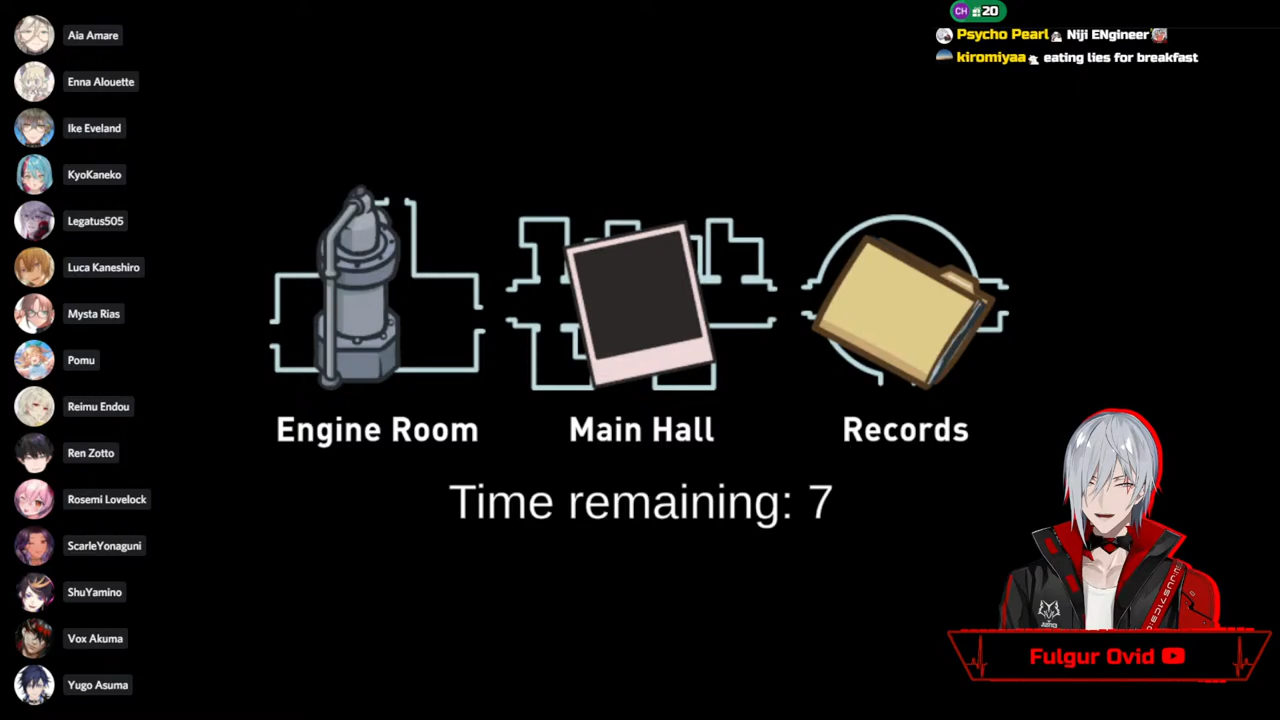 Aia Amare
Enna Alouette
Ike Eveland
KyoKaneko
Legatus505
Luca Kaneshiro
Mysta Rias
Pomu
Reimu Endou
Ren Zotto
Rosemi Lovelock
ScarleYonaguni
ShuYamino
Vox Akuma
Yugo Asuma
Engine Room
Main Hall
Records
Time remaining: 7
CH 20
Psycho Pearl Niji ENgineer
kiromiyaa eating lies for breakfast
Fulgur Ovid